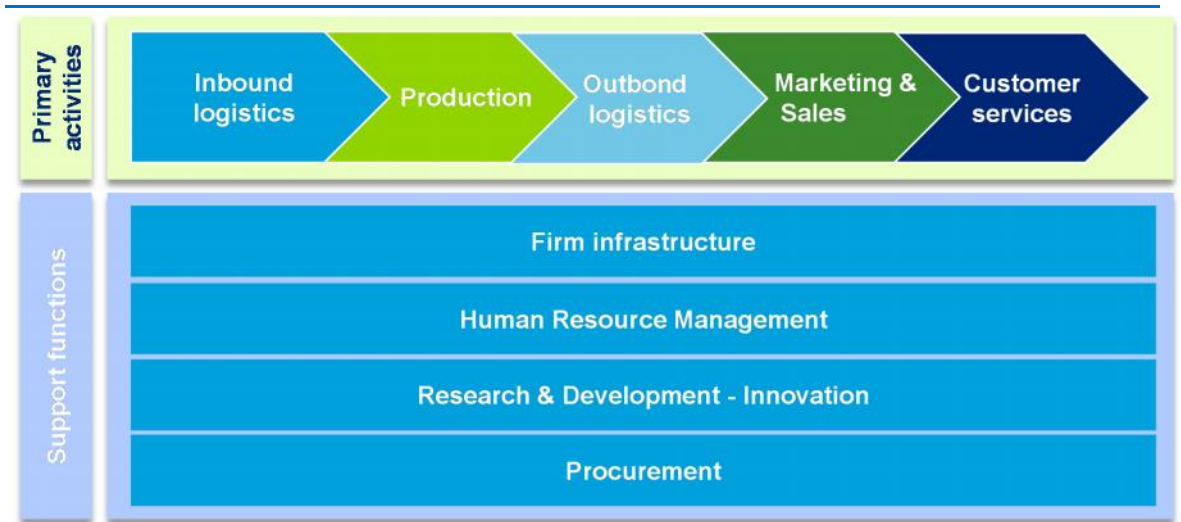 Primary
activities
Inbound
logistics
Production
Outbond
logistics
Marketing &
Sales
Customer
services
Support functions
Firm infrastructure
Human Resource Management
Research & Development - Innovation
Procurement